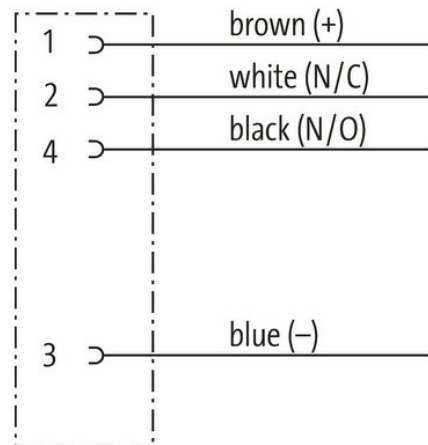 1 brown (+)
2 white (N/C)
4 black (N/O)
3 blue (–)